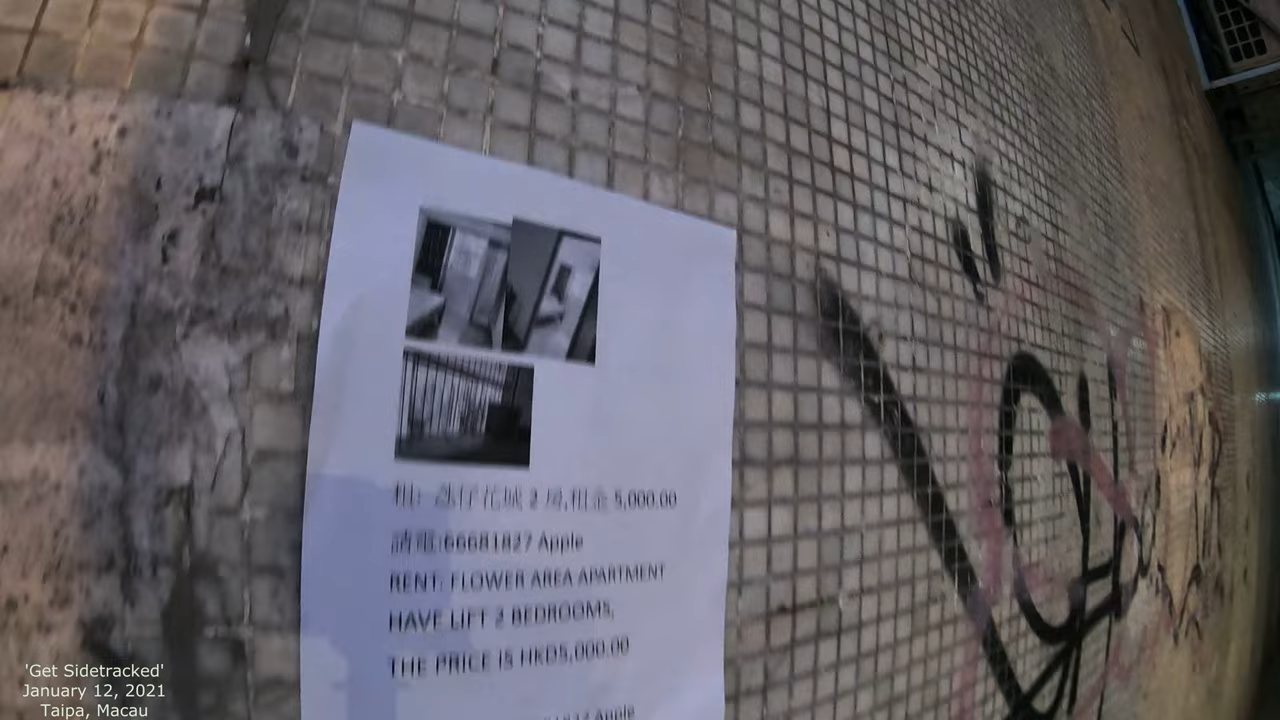 租: 氹仔花城 2 房,租金 5,000.00
請電:66681827 Apple
RENT: FLOWER AREA APARTMENT
HAVE LIFT 2 BEDROOMS,
THE PRICE IS HKD5,000.00
Apple
'Get Sidetracked'
January 12, 2021
Taipa, Macau